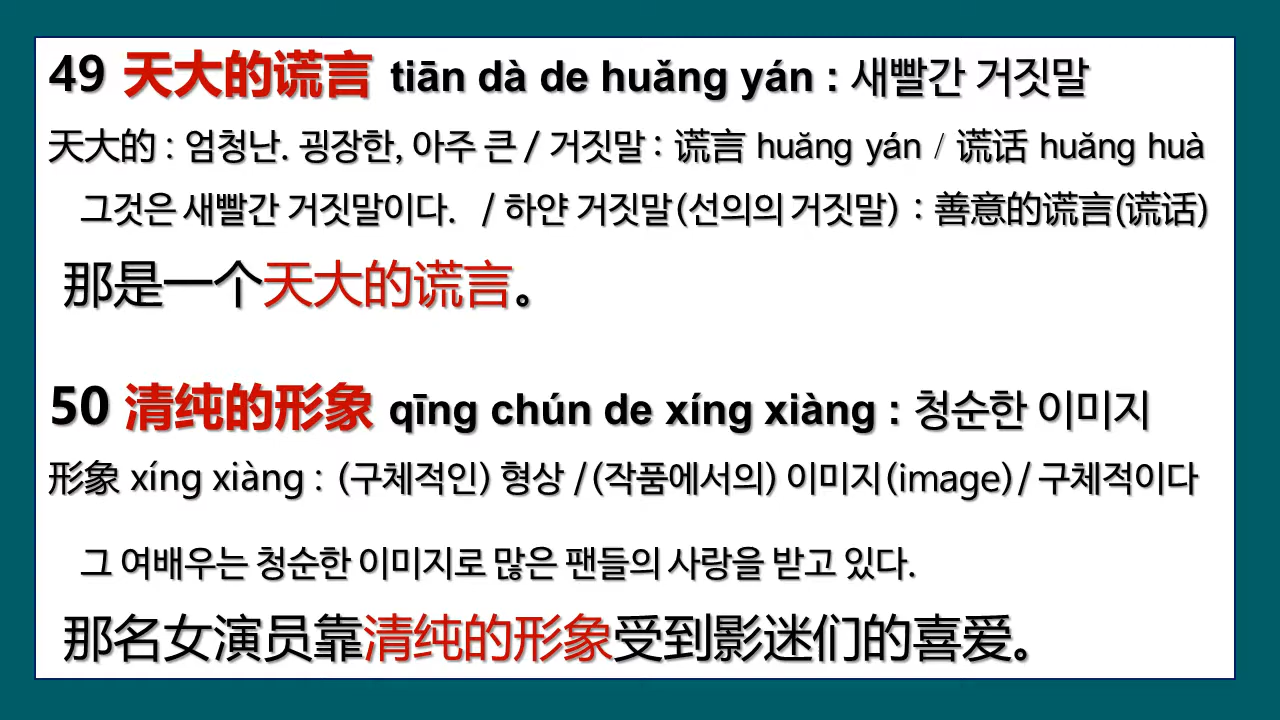 49 天大的谎言 tiān dà de huǎng yán : 새빨간 거짓말
天大的 : 엄청난. 굉장한, 아주 큰 / 거짓말 : 谎言 huǎng yán / 谎话 huǎng huà
그것은 새빨간 거짓말이다. / 하얀 거짓말(선의의 거짓말) : 善意的谎言(谎话)
那是一个天大的谎言。
50 清纯的形象 qīng chún de xíng xiàng : 청순한 이미지
形象 xíng xiàng : (구체적인) 형상 / (작품에서의) 이미지(image) / 구체적이다
그 여배우는 청순한 이미지로 많은 팬들의 사랑을 받고 있다.
那名女演员靠清纯的形象受到影迷们的喜爱。